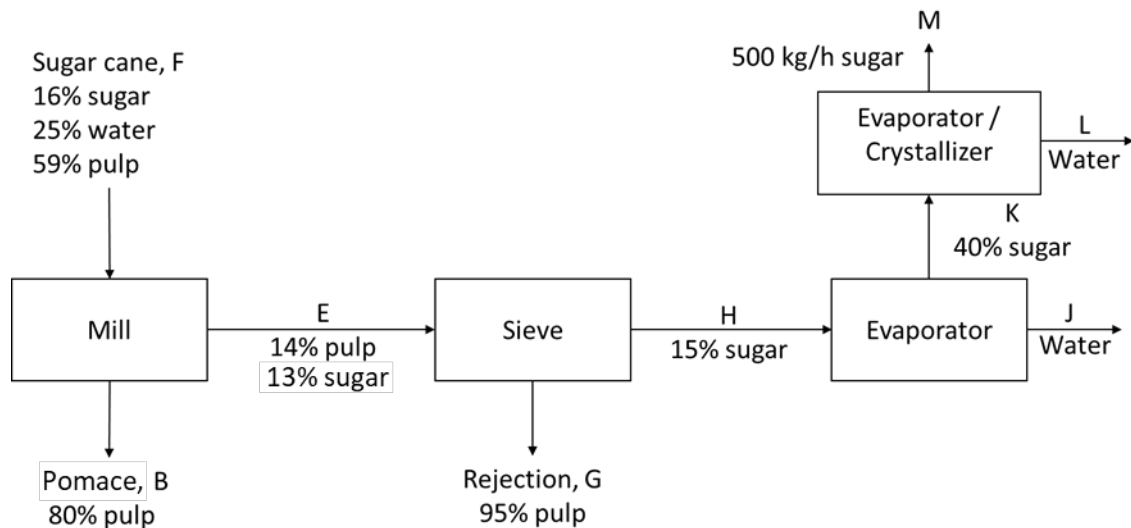 M
500 kg/h sugar
Sugar cane, F
16% sugar
25% water
59% pulp
Evaporator /
Crystallizer
L
Water
K
40% sugar
Mill
E
14% pulp
13% sugar
Sieve
H
15% sugar
Evaporator
J
Water
Pomace, B
80% pulp
Rejection, G
95% pulp